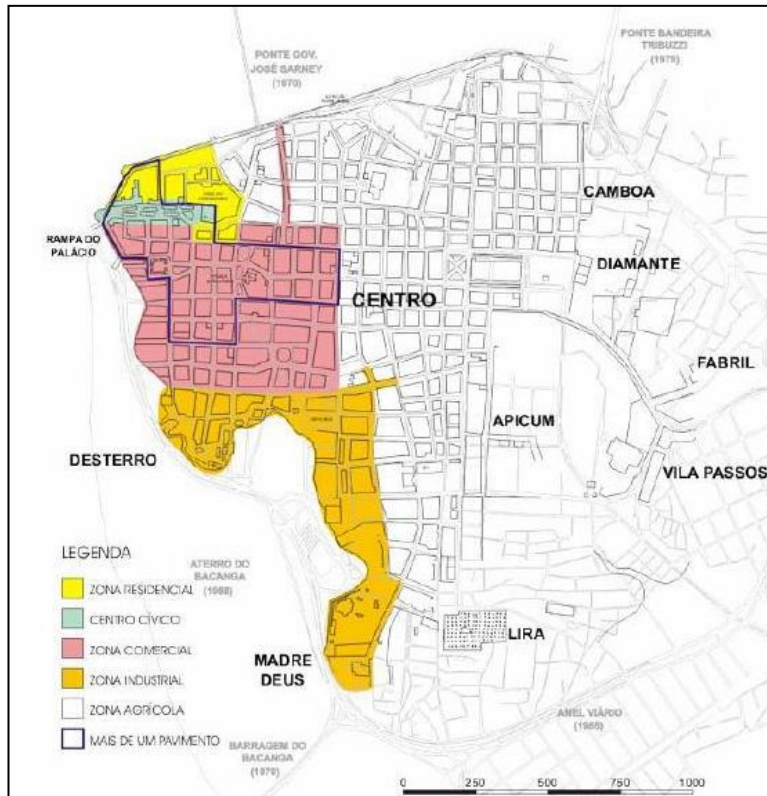 PONTE GOV.
JOSÉ SARNEY
(1970)
PONTE BANDEIRA
TRIBUZZI
(1979)
CAMBOA
RAMPA DO
PALÁCIO
DIAMANTE
CENTRO
FABRIL
APICUM
DESTERRO
VILA PASSOS
LEGENDA
ZONA RESIDENCIAL
CENTRO CÍVICO
ZONA COMERCIAL
ZONA INDUSTRIAL
ZONA AGRÍCOLA
MAIS DE UM PAVIMENTO
ATERRO DO
BACANGA
LIRA
MADRE
DEUS
ANEL VIÁRIO
BARRAGEM DO
BACANGA
(1970)
0 250 500 750 1000